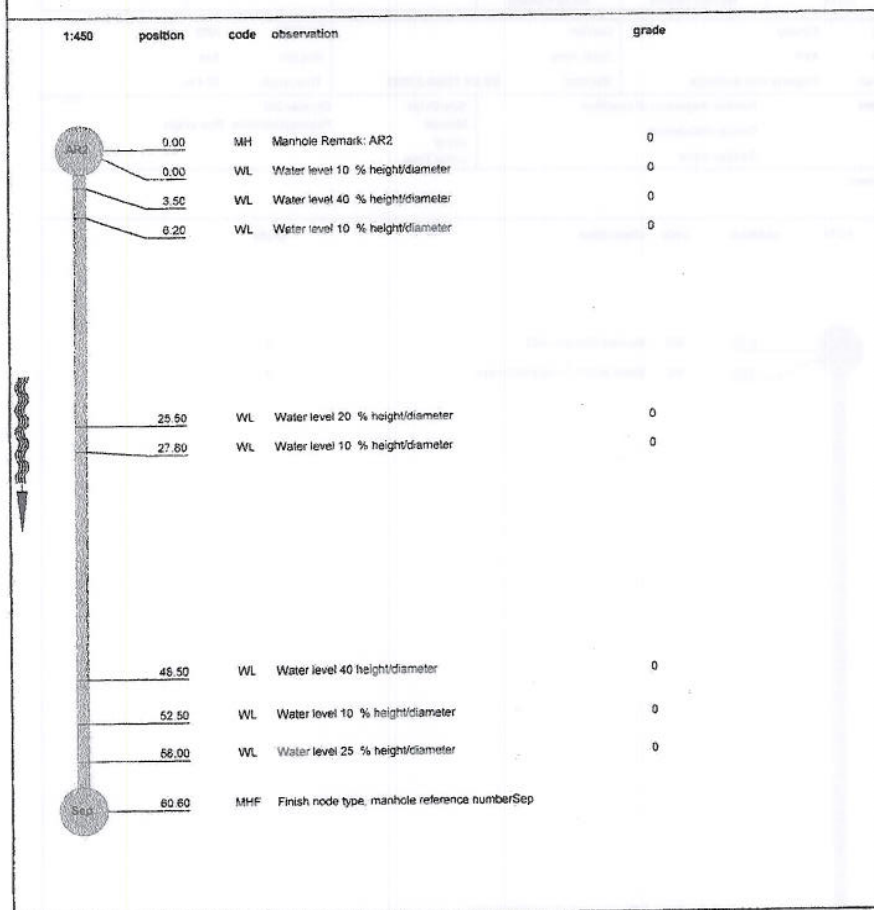 1:450 position code observation grade
AR2
0.00 MH Manhole Remark: AR2 0
0.00 WL Water level 10 % height/diameter 0
3.50 WL Water level 40 % height/diameter 0
6.20 WL Water level 10 % height/diameter 0
25.50 WL Water level 20 % height/diameter 0
27.80 WL Water level 10 % height/diameter 0
48.50 WL Water level 40 height/diameter 0
52.50 WL Water level 10 % height/diameter 0
58.00 WL Water level 25 % height/diameter 0
Sep
60.60 MHF Finish node type, manhole reference numberSep